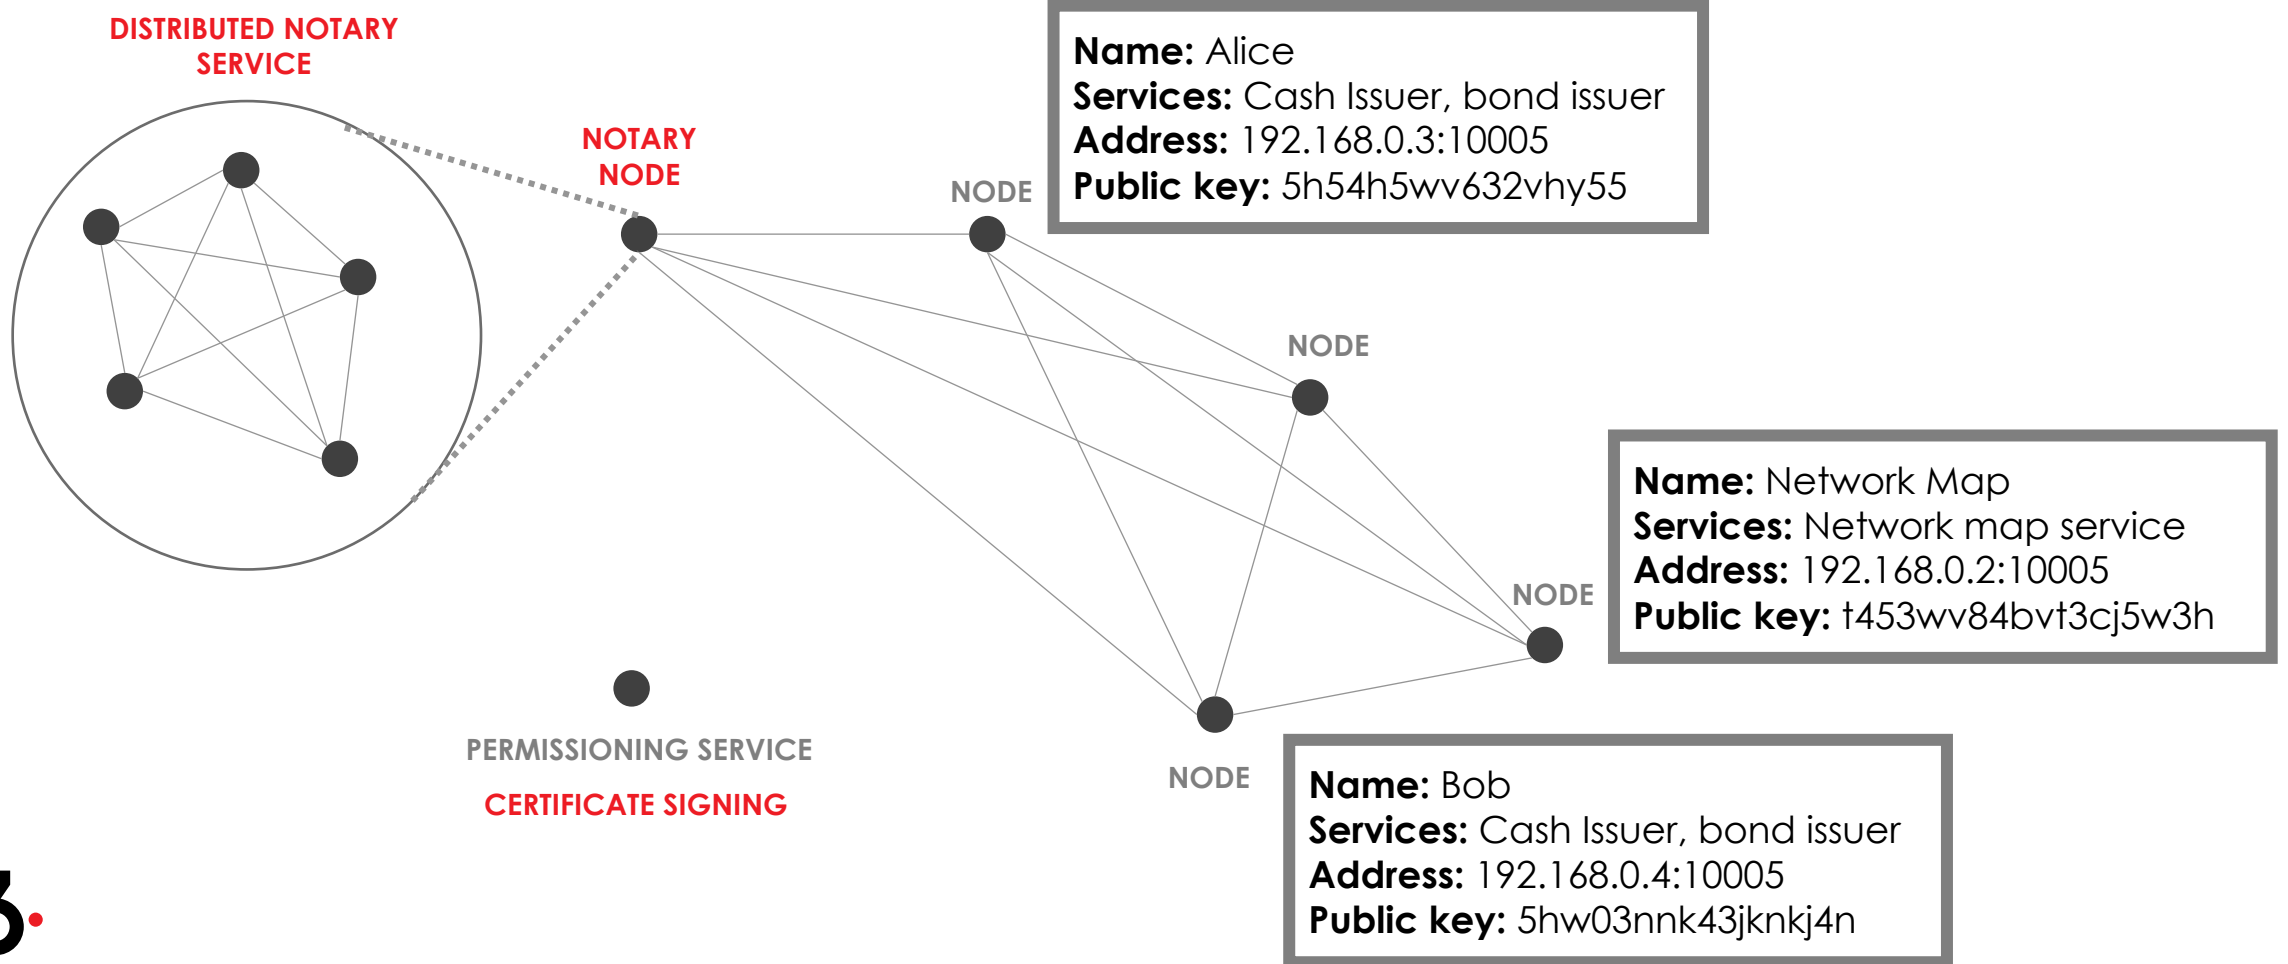 DISTRIBUTED NOTARY
SERVICE
NOTARY
NODE
NODE
Name: Alice
Services: Cash Issuer, bond issuer
Address: 192.168.0.3:10005
Public key: 5h54h5wv632vhy55
NODE
NODE
Name: Network Map
Services: Network map service
Address: 192.168.0.2:10005
Public key: t453wv84bvt3cj5w3h
PERMISSIONING SERVICE
CERTIFICATE SIGNING
NODE
Name: Bob
Services: Cash Issuer, bond issuer
Address: 192.168.0.4:10005
Public key: 5hw03nnk43jknkj4n